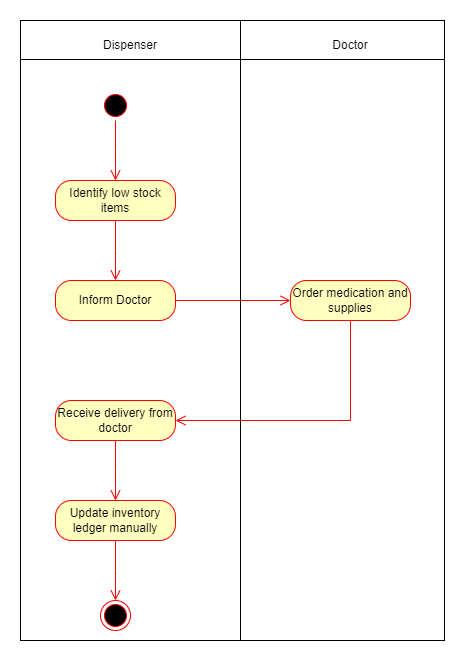 Dispenser
Doctor
Identify low stock
items
Inform Doctor
Order medication and
supplies
Receive delivery from
doctor
Update inventory
ledger manually